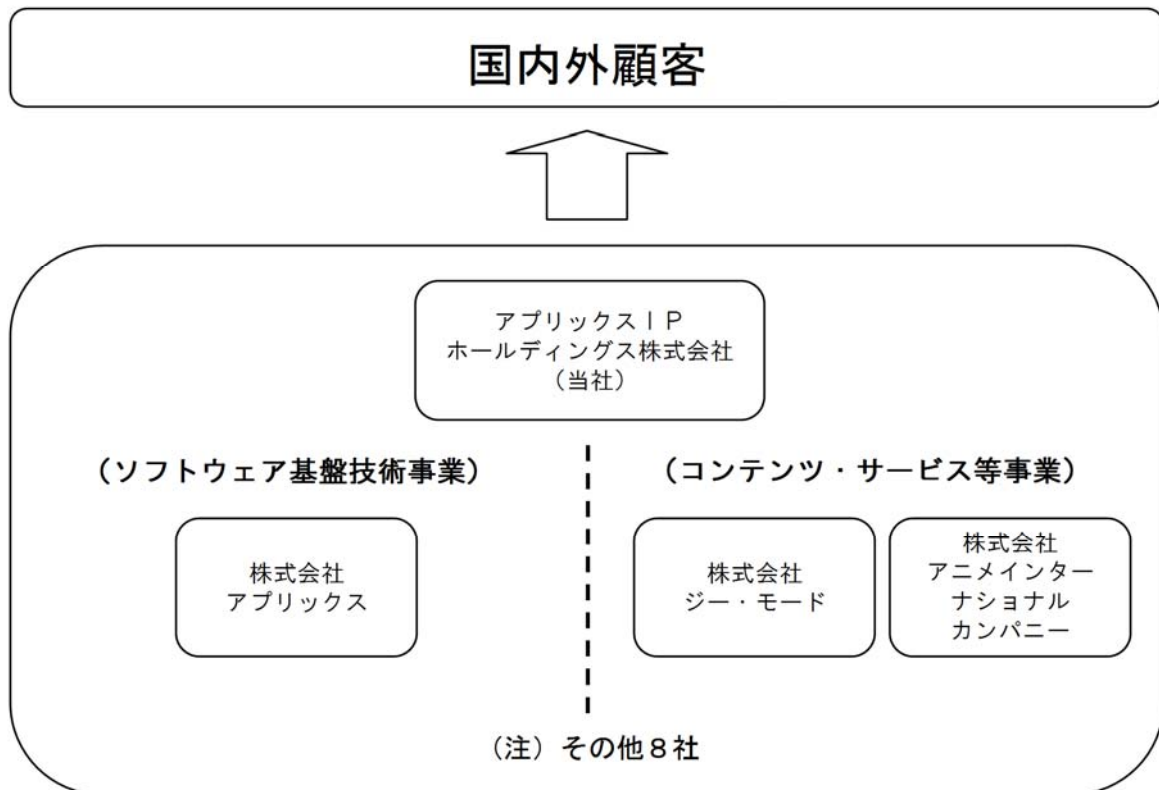 国内外顧客
アプリックスＩＰ
ホールディングス株式会社
（当社）
（ソフトウェア基盤技術事業）
（コンテンツ・サービス等事業）
株式会社
アプリックス
株式会社
ジー・モード
株式会社
アニメインター
ナショナル
カンパニー
（注）その他８社